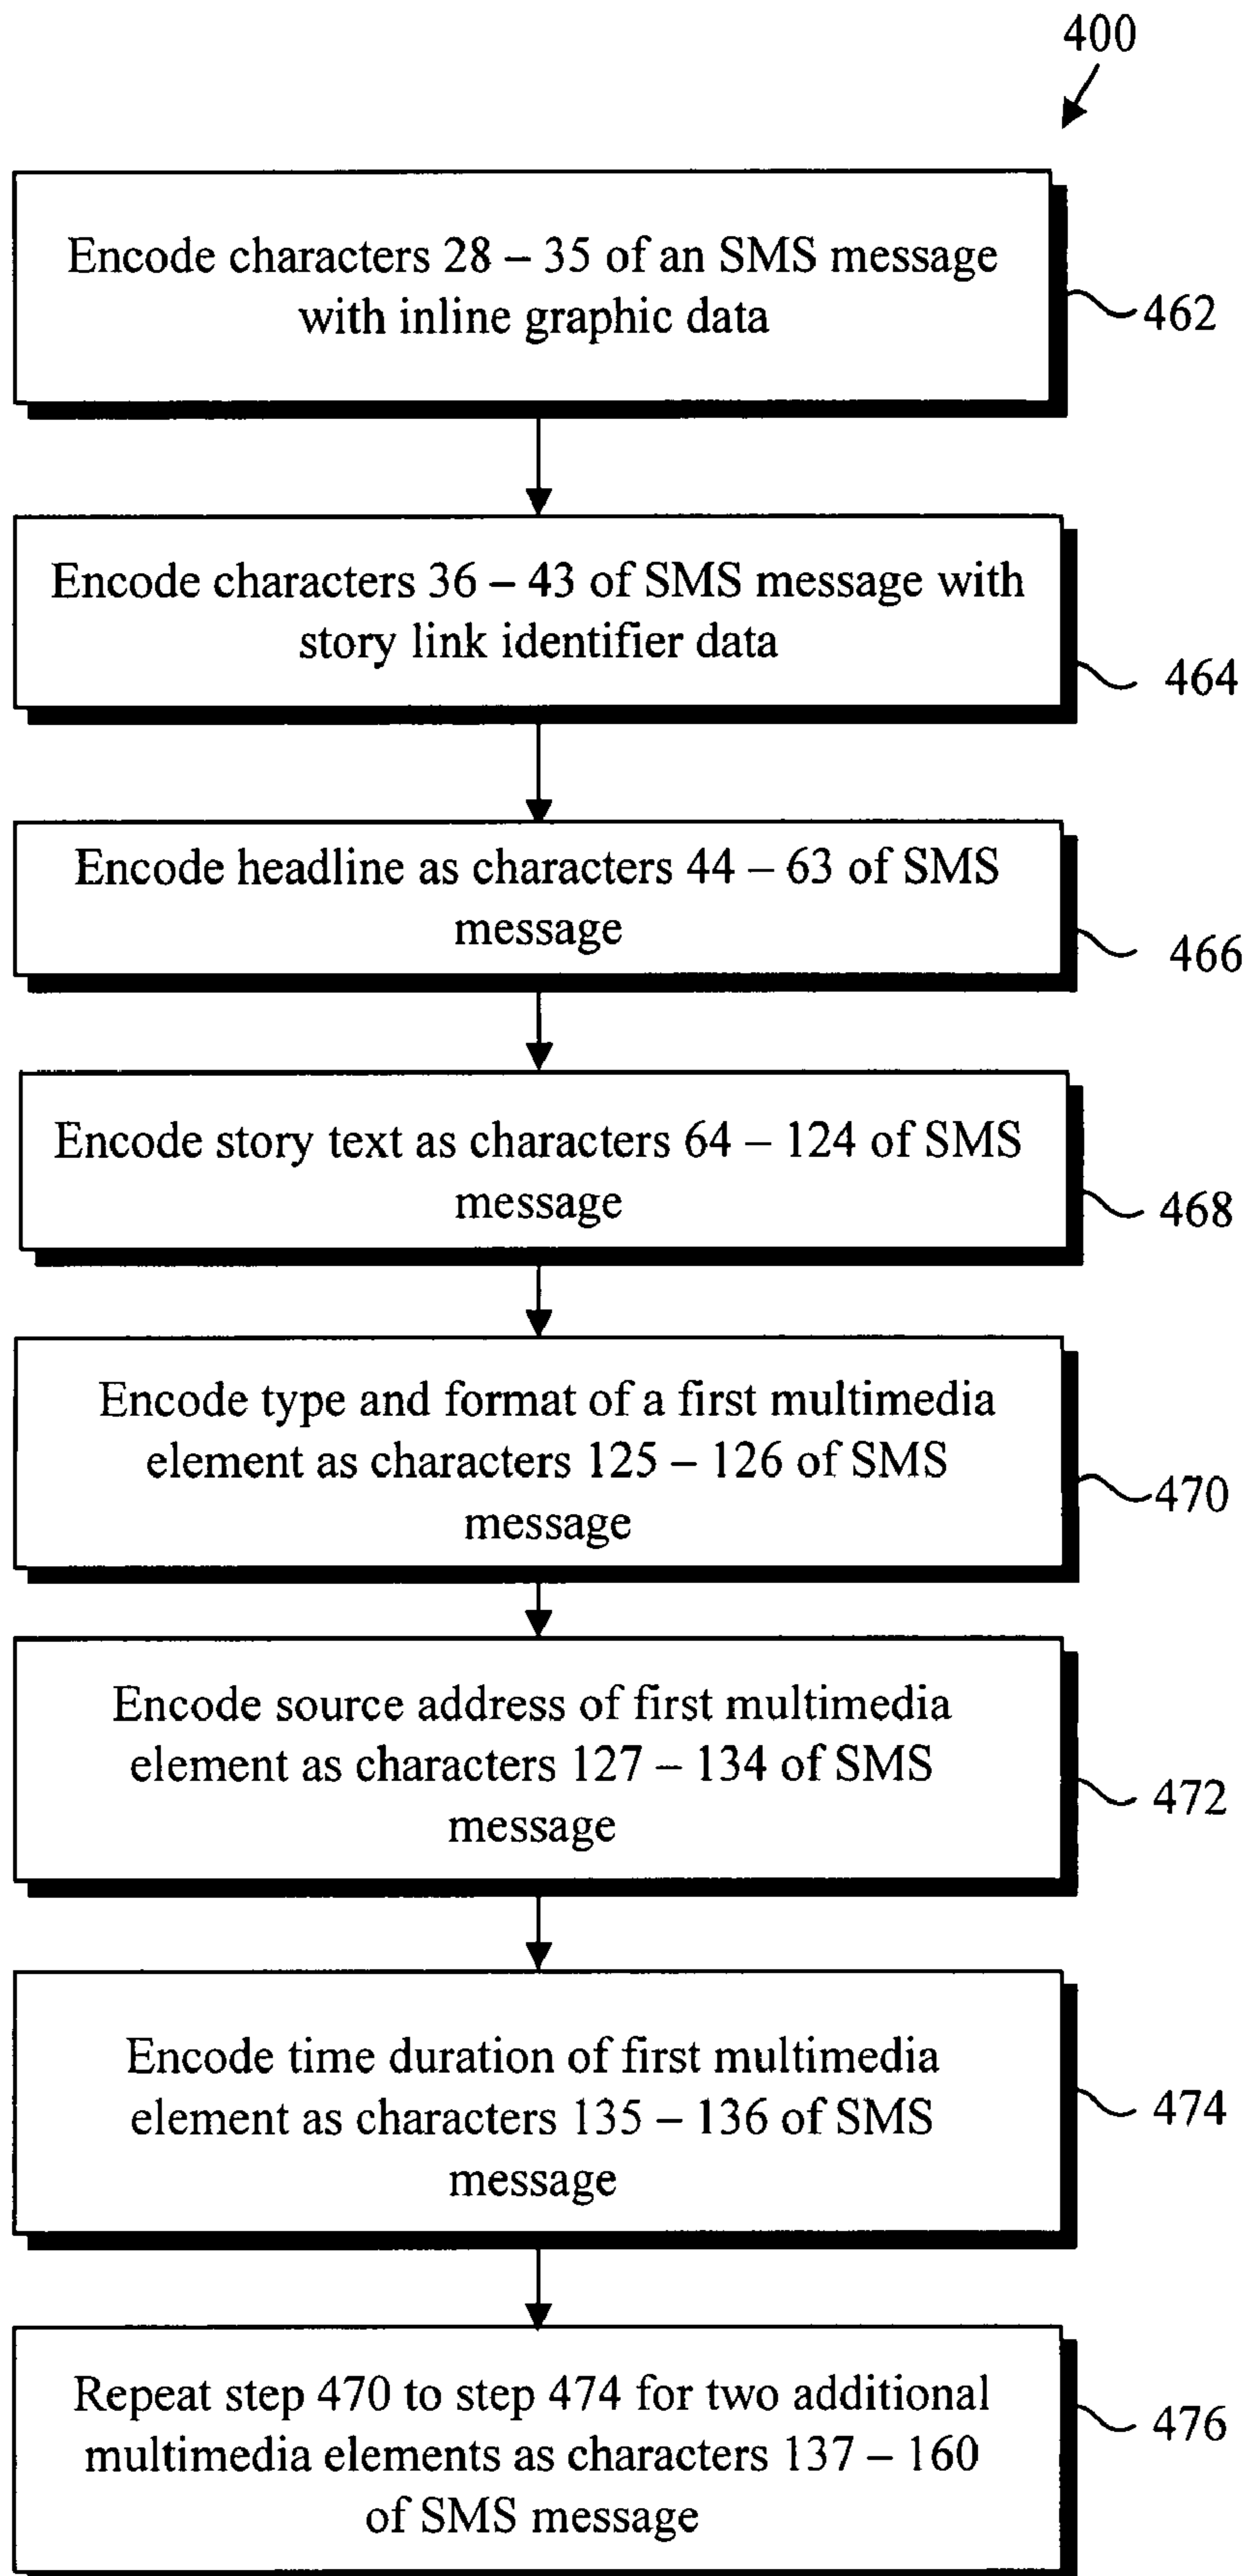 400
Encode characters 28 – 35 of an SMS message
with inline graphic data
462
Encode characters 36 – 43 of SMS message with
story link identifier data
464
Encode headline as characters 44 – 63 of SMS
message
466
Encode story text as characters 64 – 124 of SMS
message
468
Encode type and format of a first multimedia
element as characters 125 – 126 of SMS
message
470
Encode source address of first multimedia
element as characters 127 – 134 of SMS
message
472
Encode time duration of first multimedia
element as characters 135 – 136 of SMS
message
474
Repeat step 470 to step 474 for two additional
multimedia elements as characters 137 – 160
of SMS message
476